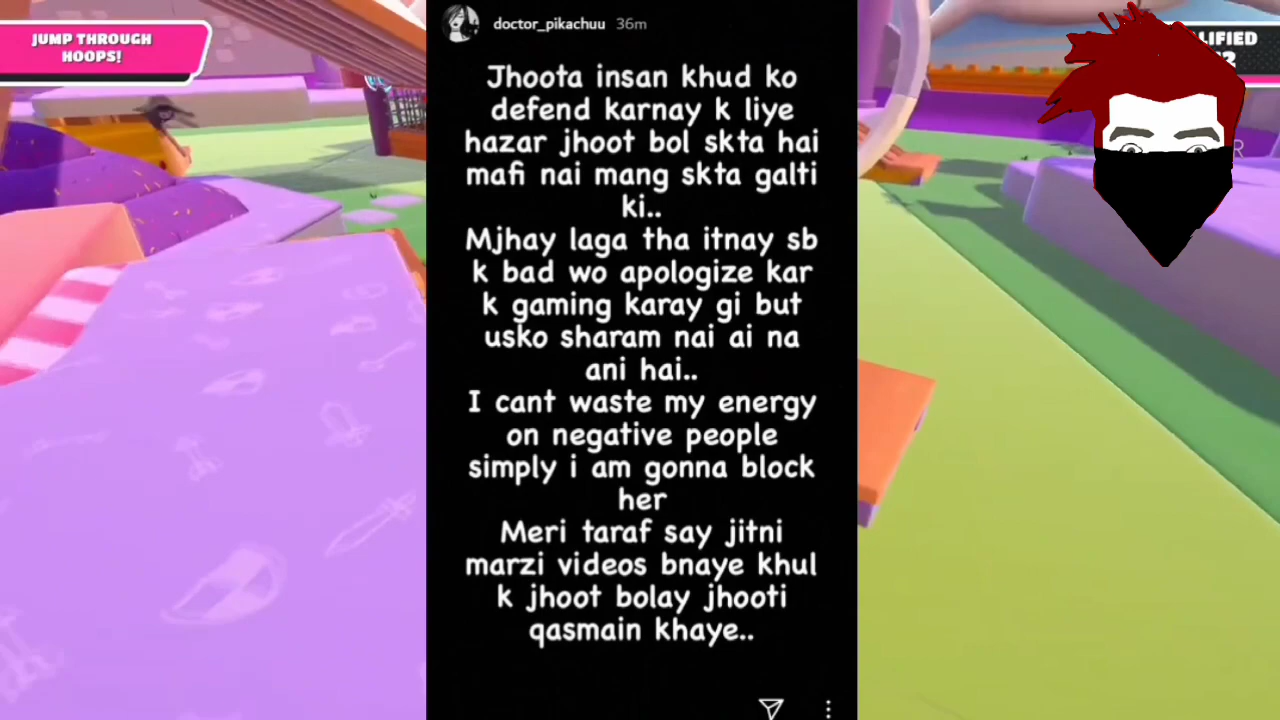 JUMP THROUGH
HOOPS!
doctor_pikachuu 36m
Jhoota insan khud ko
defend karnay k liye
hazar jhoot bol skta hai
mafi nai mang skta galti
ki..
Mjhay laga tha itnay sb
k bad wo apologize kar
k gaming karay gi but
usko sharam nai ai na
ani hai..
I cant waste my energy
on negative people
simply i am gonna block
her
Meri taraf say jitni
marzi videos bnaye khul
k jhoot bolay jhooti
qasmain khaye..